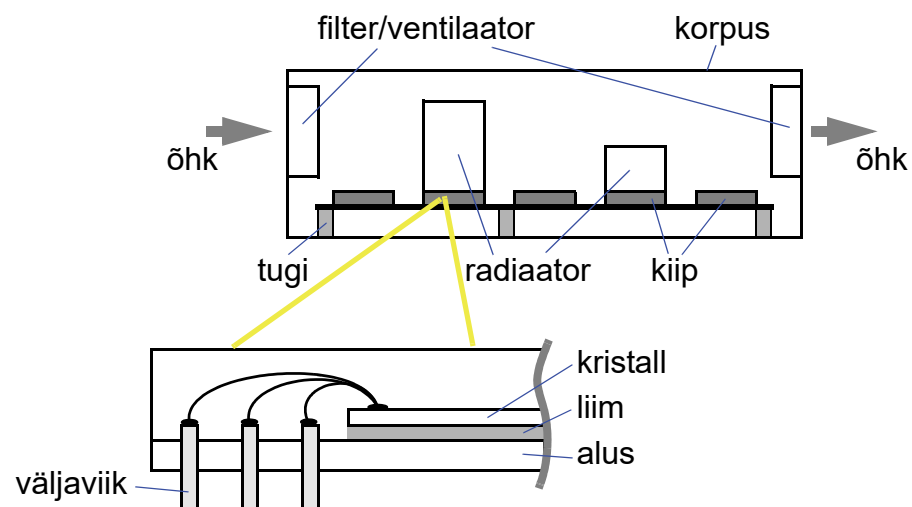 filter/ventilaator
korpus
õhk
õhk
tugi
radiaator
kiip
kristall
liim
alus
väljaviik